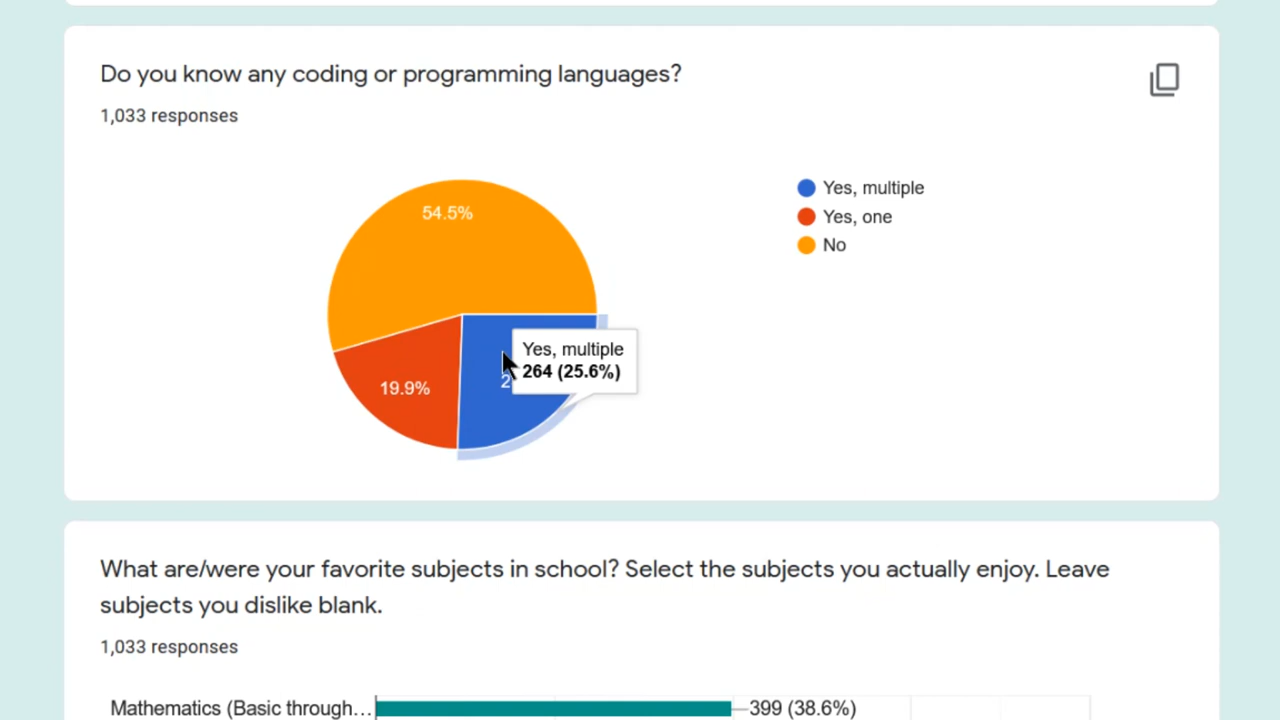 Do you know any coding or programming languages?
1,033 responses
54.5%
Yes, multiple
Yes, one
No
Yes, multiple
264 (25.6%)
19.9%
2
What are/were your favorite subjects in school? Select the subjects you actually enjoy. Leave
subjects you dislike blank.
1,033 responses
Mathematics (Basic through... 399 (38.6%)